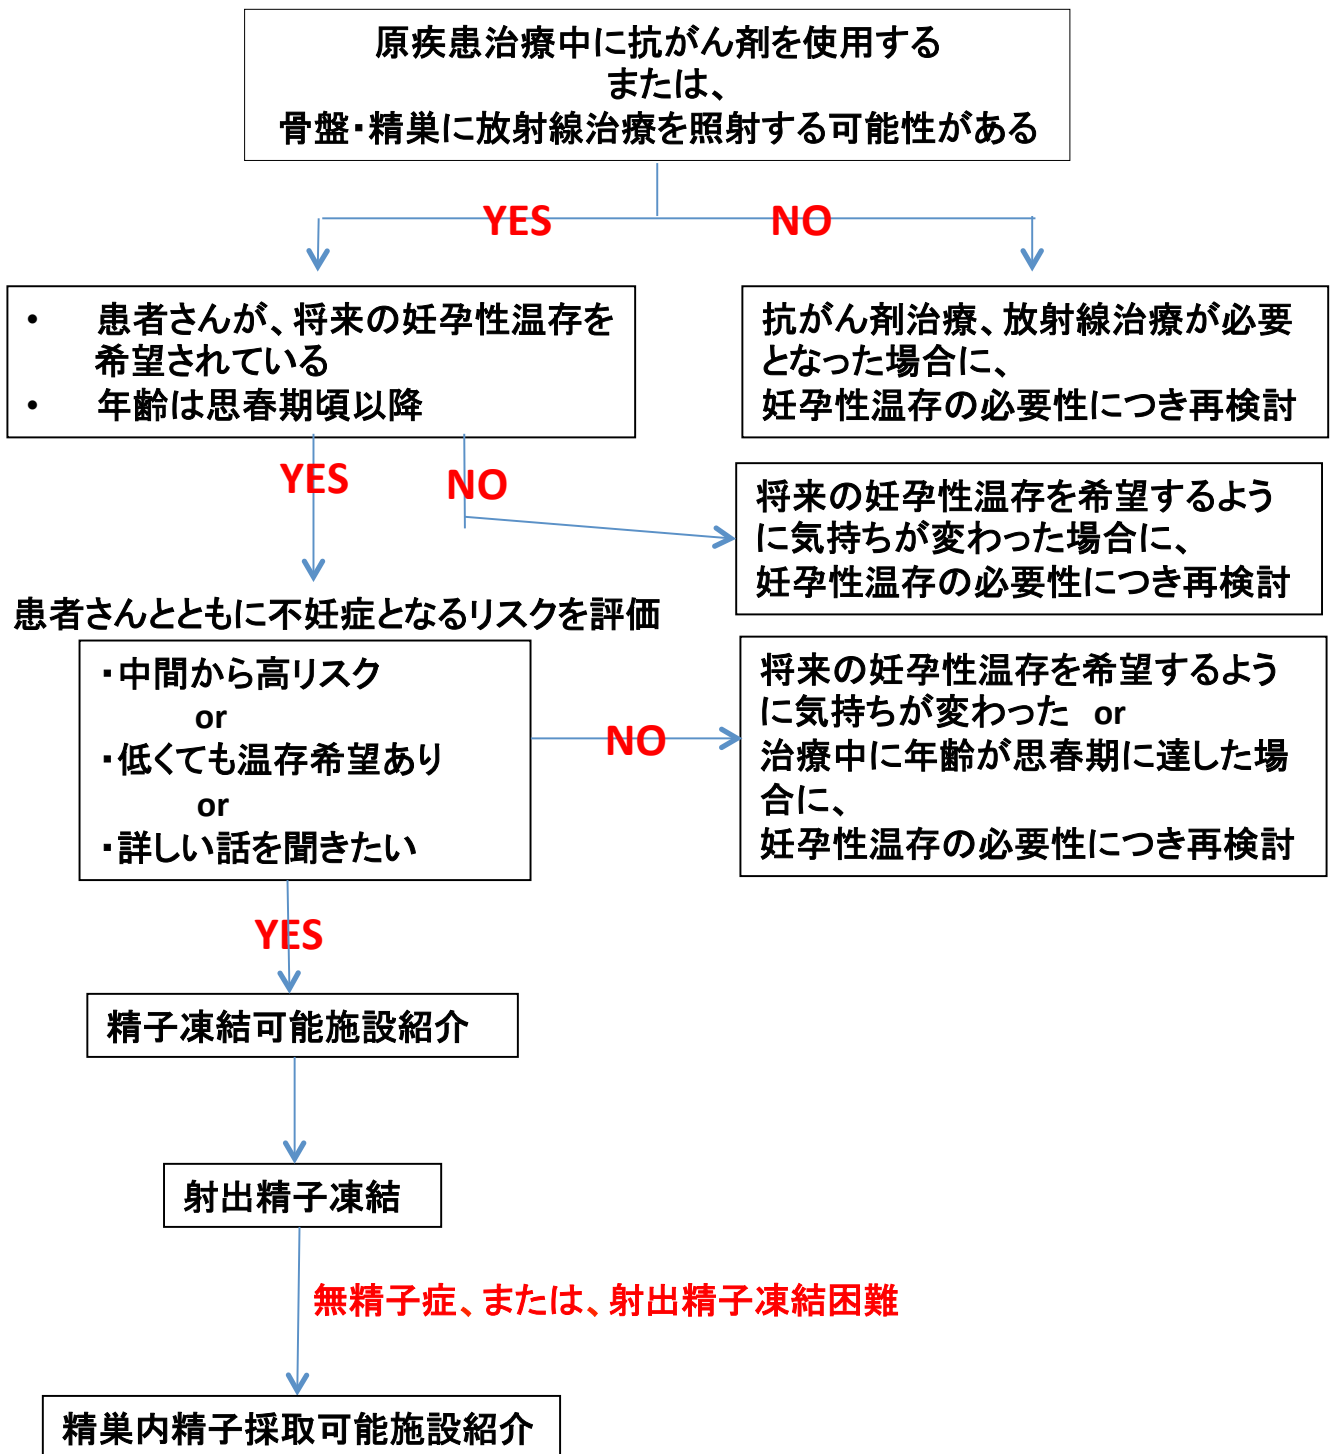 原疾患治療中に抗がん剤を使用する
または、
骨盤・精巣に放射線治療を照射する可能性がある
YES
NO
• 患者さんが、将来の妊孕性温存を
希望されている
• 年齢は思春期頃以降
抗がん剤治療、放射線治療が必要
となった場合に、
妊孕性温存の必要性につき再検討
YES
NO
将来の妊孕性温存を希望するよう
に気持ちが変わった場合に、
妊孕性温存の必要性につき再検討
患者さんとともに不妊症となるリスクを評価
・中間から高リスク
or
・低くても温存希望あり
or
・詳しい話を聞きたい
NO
将来の妊孕性温存を希望するよう
に気持ちが変わった or
治療中に年齢が思春期に達した場
合に、
妊孕性温存の必要性につき再検討
YES
精子凍結可能施設紹介
射出精子凍結
無精子症、または、射出精子凍結困難
精巣内精子採取可能施設紹介